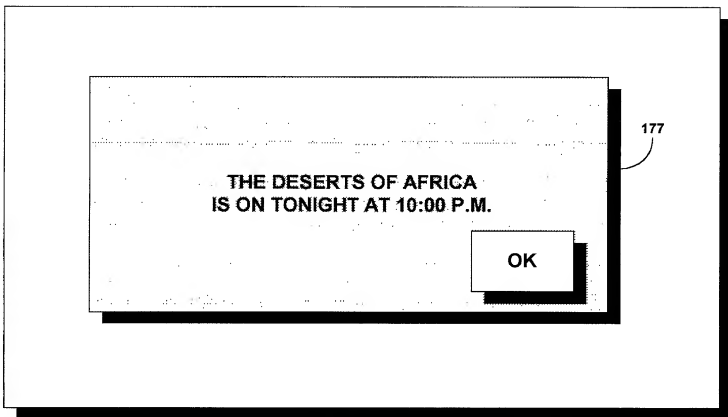 177
THE DESERTS OF AFRICA
IS ON TONIGHT AT 10:00 P.M.
OK